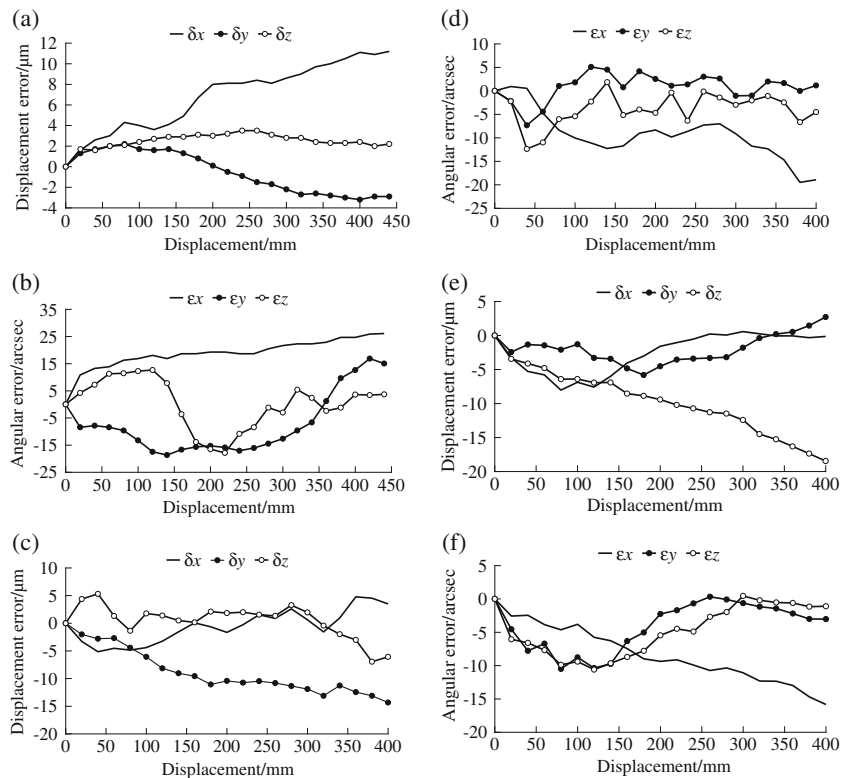 (a)
δx δy δz
Displacement error/μm
12
10
8
6
4
2
0
-2
-4
0 50 100 150 200 250 300 350 400 450
Displacement/mm
(b)
εx εy εz
Angular error/arcsec
35
25
15
5
-5
-15
-25
0 50 100 150 200 250 300 350 400 450
Displacement/mm
(c)
δx δy δz
Displacement error/μm
20
15
10
5
0
-5
-10
-15
-20
0 50 100 150 200 250 300 350 400
Displacement/mm
(d)
εx εy εz
Angular error/arcsec
10
5
0
-5
-10
-15
-20
-25
0 50 100 150 200 250 300 350 400
Displacement/mm
(e)
δx δy δz
Displacement error/μm
5
0
-5
-10
-15
-20
0 50 100 150 200 250 300 350 400
Displacement/mm
(f)
εx εy εz
Angular error/arcsec
5
0
-5
-10
-15
-20
0 50 100 150 200 250 300 350 400
Displacement/mm